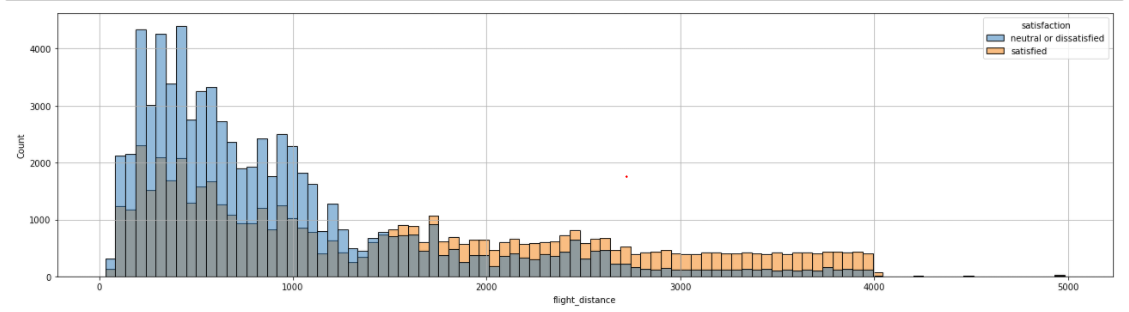 satisfaction
neutral or dissatisfied
satisfied
4000
3000
2000
1000
0
Count
0 1000 2000 3000 4000 5000
flight_distance